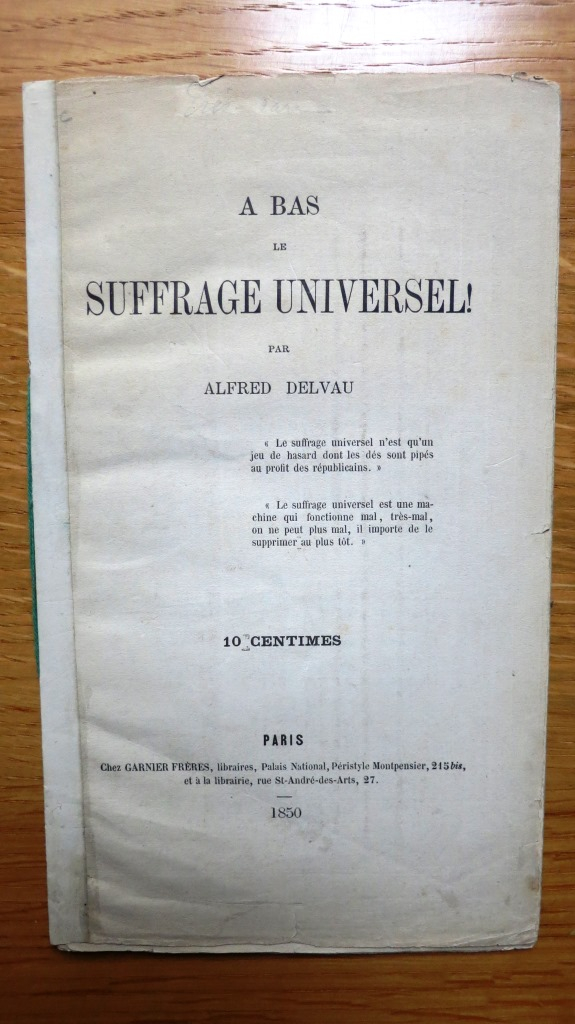 A BAS
LE
SUFFRAGE UNIVERSEL!
PAR
ALFRED DELVAU
« Le suffrage universel n'est qu'un
jeu de hasard dont les dés sont pipés
au profit des républicains. »
« Le suffrage universel est une ma-
chine qui fonctionne mal, très-mal,
on ne peut plus mal, il importe de le
supprimer au plus tôt. »
10 CENTIMES
PARIS
Chez GARNIER FRÈRES, libraires, Palais National, Péristyle Montpensier, 215 bis,
et à la librairie, rue St-André-des-Arts, 27.
1850